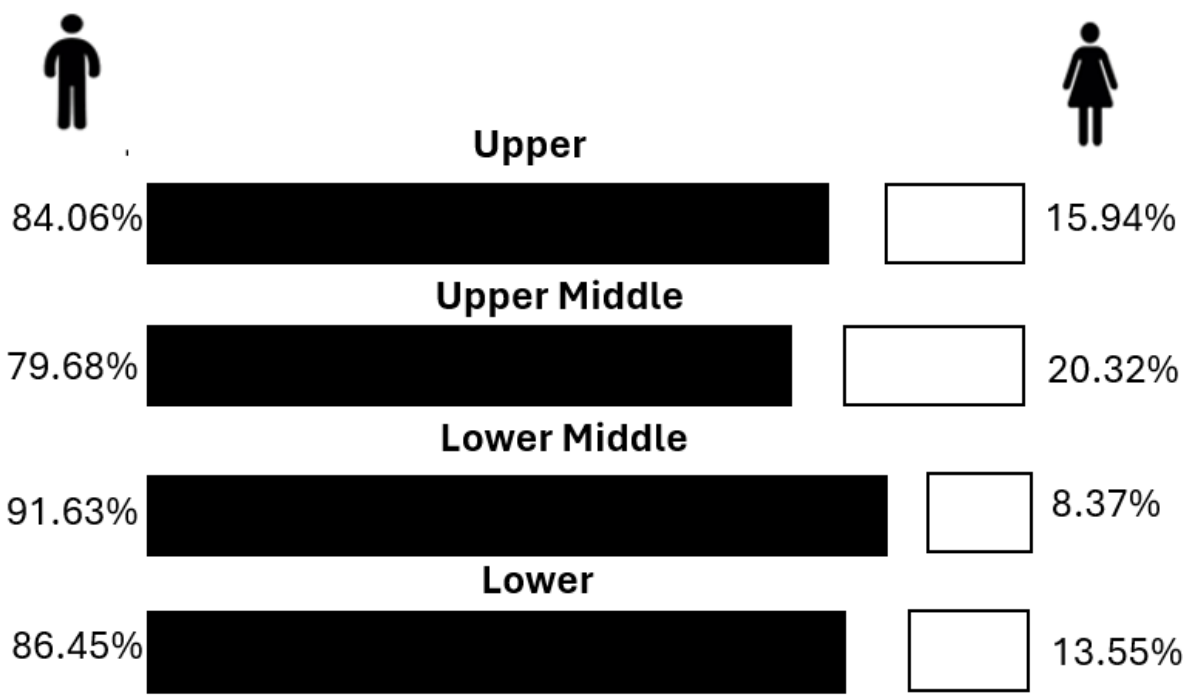 Upper
84.06% 15.94%
Upper Middle
79.68% 20.32%
Lower Middle
91.63% 8.37%
Lower
86.45% 13.55%